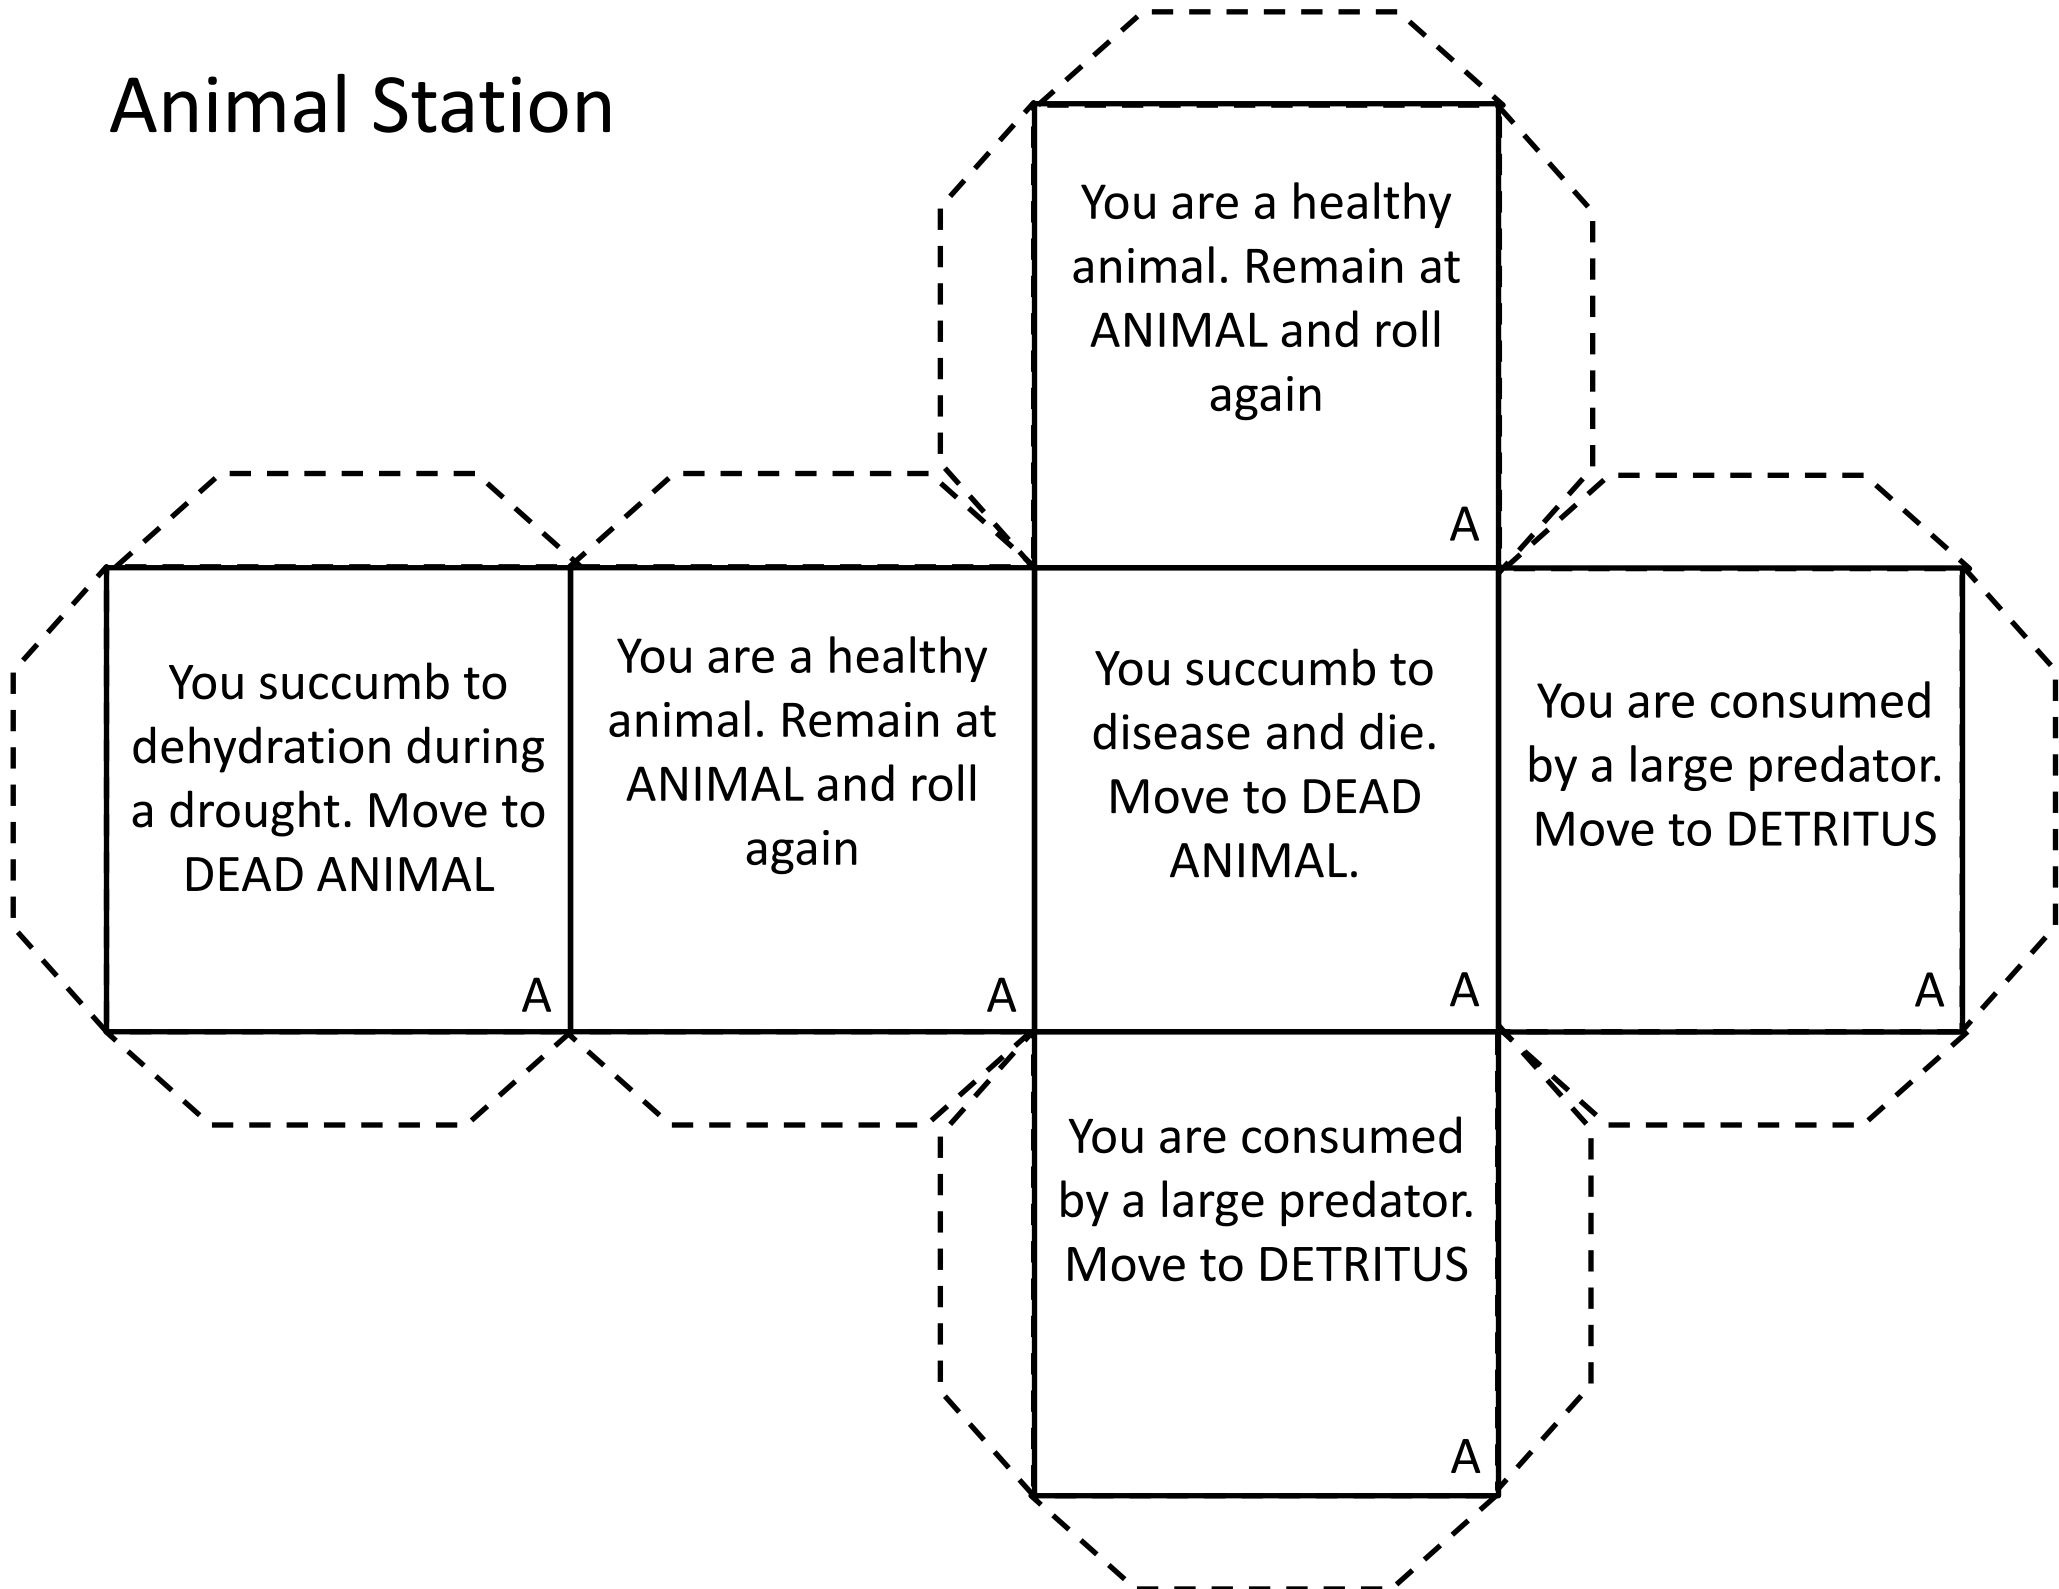 Animal Station
You are a healthy
animal. Remain at
ANIMAL and roll
again
A
You succumb to
dehydration during
a drought. Move to
DEAD ANIMAL
A
You are a healthy
animal. Remain at
ANIMAL and roll
again
A
You succumb to
disease and die.
Move to DEAD
ANIMAL.
A
You are consumed
by a large predator.
Move to DETRITUS
A
You are consumed
by a large predator.
Move to DETRITUS
A